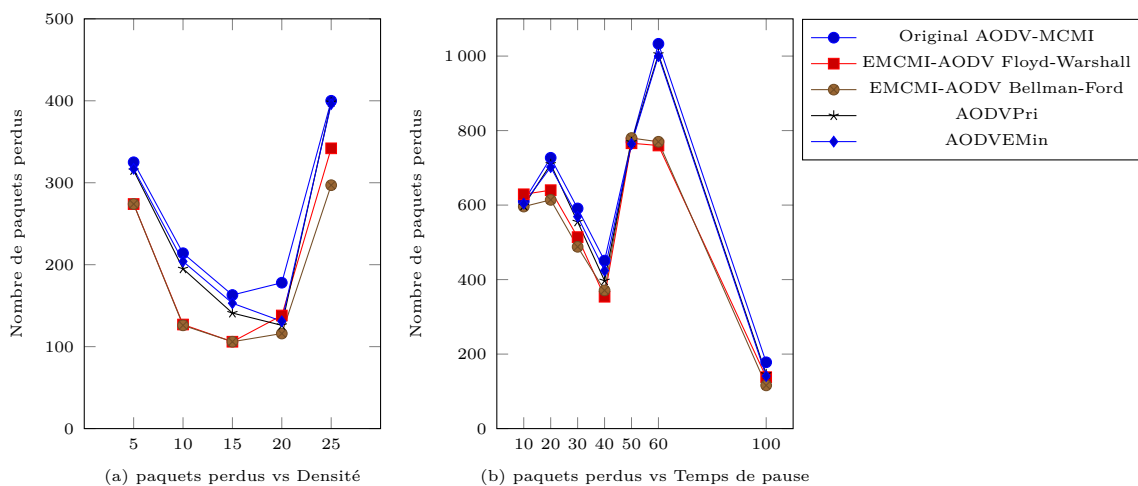 500
400
300
200
100
0
Nombre de paquets perdus
5 10 15 20 25
(a) paquets perdus vs Densité
1 000
800
600
400
200
0
Nombre de paquets perdus
10 20 30 40 50 60 100
(b) paquets perdus vs Temps de pause
Original AODV-MCMI
EMCMI-AODV Floyd-Warshall
EMCMI-AODV Bellman-Ford
AODVPri
AODVEMin